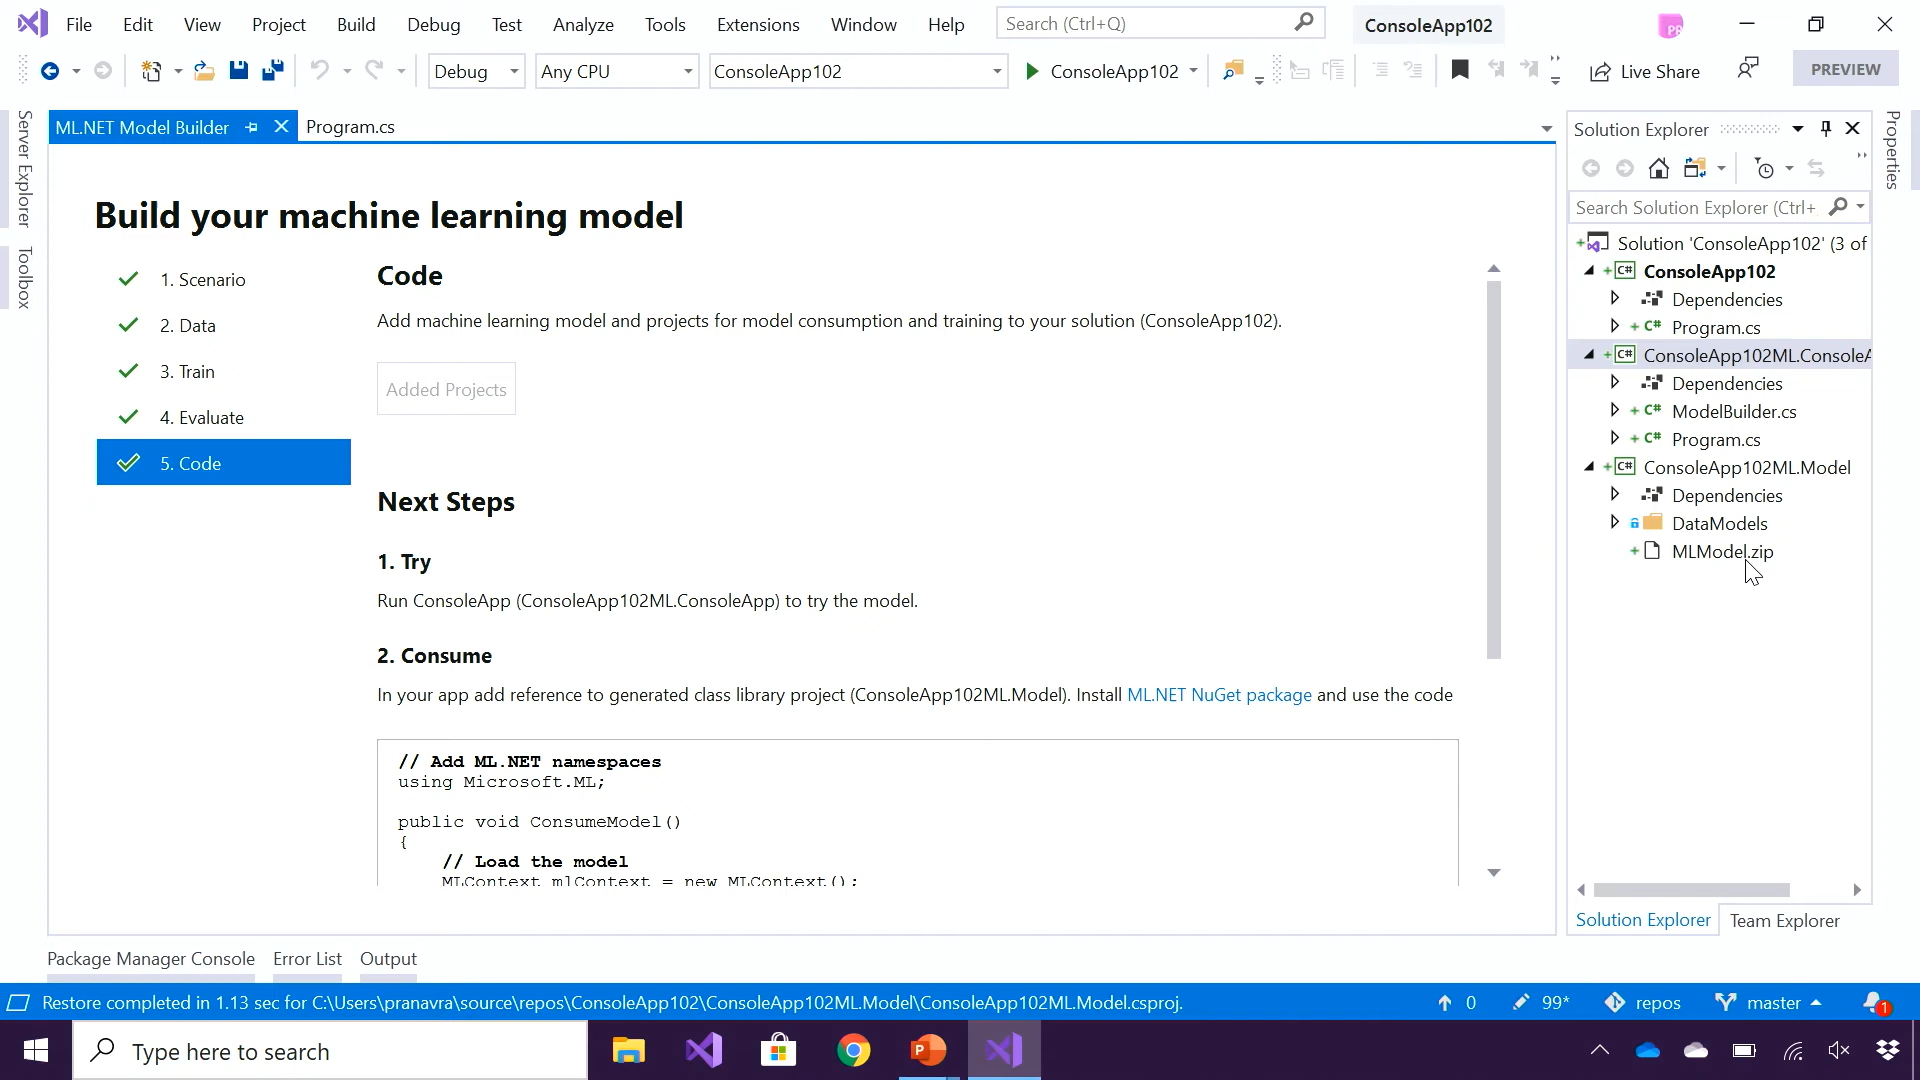 File Edit View Project Build Debug Test Analyze Tools Extensions Window Help Search (Ctrl+Q) ConsoleApp102 PR
Debug Any CPU ConsoleApp102 ConsoleApp102 Live Share PREVIEW
Server Explorer
Toolbox
ML.NET Model Builder Program.cs
Build your machine learning model
1. Scenario
2. Data
3. Train
4. Evaluate
5. Code
Code
Add machine learning model and projects for model consumption and training to your solution (ConsoleApp102).
Added Projects
Next Steps
1. Try
Run ConsoleApp (ConsoleApp102ML.ConsoleApp) to try the model.
2. Consume
In your app add reference to generated class library project (ConsoleApp102ML.Model). Install ML.NET NuGet package and use the code
// Add ML.NET namespaces
using Microsoft.ML;
public void ConsumeModel()
{
// Load the model
MLContext mlContext = new MLContext();
Solution Explorer
Search Solution Explorer (Ctrl+
Solution 'ConsoleApp102' (3 of
C# ConsoleApp102
Dependencies
C# Program.cs
C# ConsoleApp102ML.ConsoleA
Dependencies
C# ModelBuilder.cs
C# Program.cs
C# ConsoleApp102ML.Model
Dependencies
DataModels
MLModel.zip
Solution Explorer Team Explorer
Properties
Package Manager Console Error List Output
Restore completed in 1.13 sec for C:\Users\pranavra\source\repos\ConsoleApp102\ConsoleApp102ML.Model\ConsoleApp102ML.Model.csproj. 0 99* repos master 1
Type here to search P